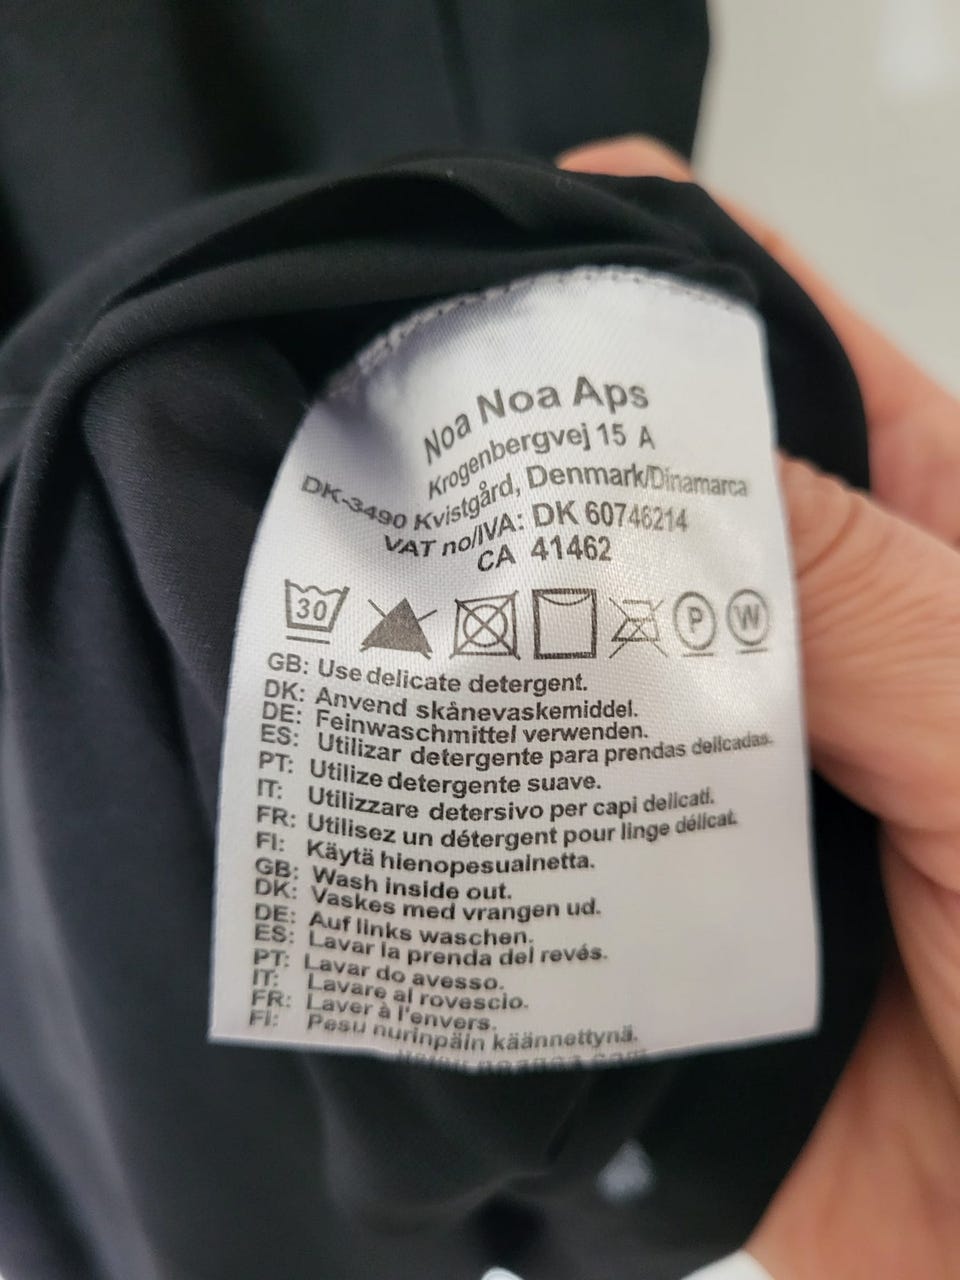 Noa Noa Aps
Krogenbergvej 15 A
DK-3490 Kvistgård, Denmark/Dinamarca
VAT no/IVA: DK 60746214
CA 41462
30 P W
GB: Use delicate detergent.
DK: Anvend skånevaskemiddel.
DE: Feinwaschmittel verwenden.
ES: Utilizar detergente para prendas delicadas.
PT: Utilize detergente suave.
IT: Utilizzare detersivo per capi delicati.
FR: Utilisez un détergent pour linge délicat.
FI: Käytä hienopesuainetta.
GB: Wash inside out.
DK: Vaskes med vrangen ud.
DE: Auf links waschen.
ES: Lavar la prenda del revés.
PT: Lavar do avesso.
IT: Lavare al rovescio.
FR: Laver à l'envers.
FI: Pesu nurinpäin käännettynä.